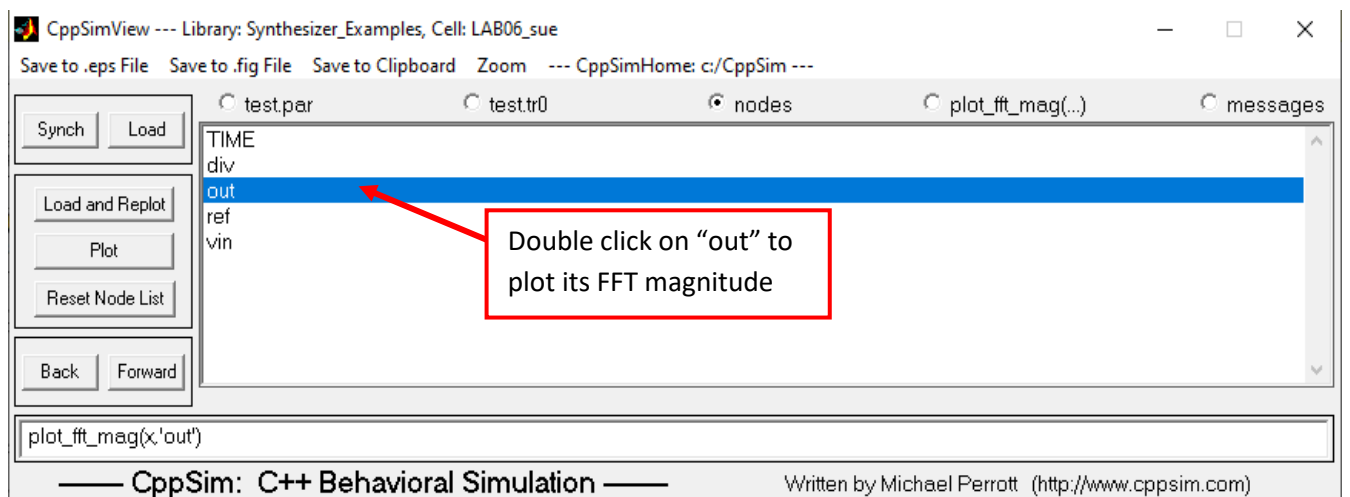 CppSimView --- Library: Synthesizer_Examples, Cell: LAB06_sue
Save to .eps File Save to .fig File Save to Clipboard Zoom --- CppSimHome: c:/CppSim ---
Synch Load
test.par test.tr0 nodes plot_fft_mag(...) messages
TIME
div
out
ref
vin
Load and Replot
Plot
Reset Node List
Back Forward
Double click on “out” to
plot its FFT magnitude
plot_fft_mag(x,'out')
CppSim: C++ Behavioral Simulation
Written by Michael Perrott (http://www.cppsim.com)